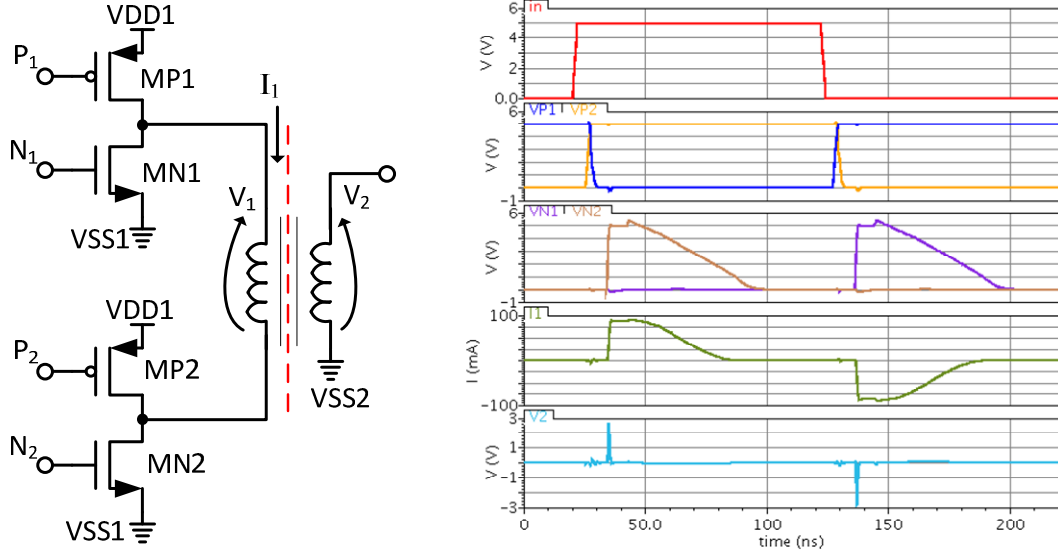 VDD1
P1
MP1
I1
N1
MN1
V1
V2
VSS1
VDD1
P2
MP2
VSS2
N2
MN2
VSS1
in
6
V (V)
4
2
0.0
VP1 VP2
6
V (V)
-1
VN1 VN2
6
V (V)
-1
I1
100
I (mA)
-100
V2
3
V (V)
1
-1
-3
0 50.0 100 150 200
time (ns)